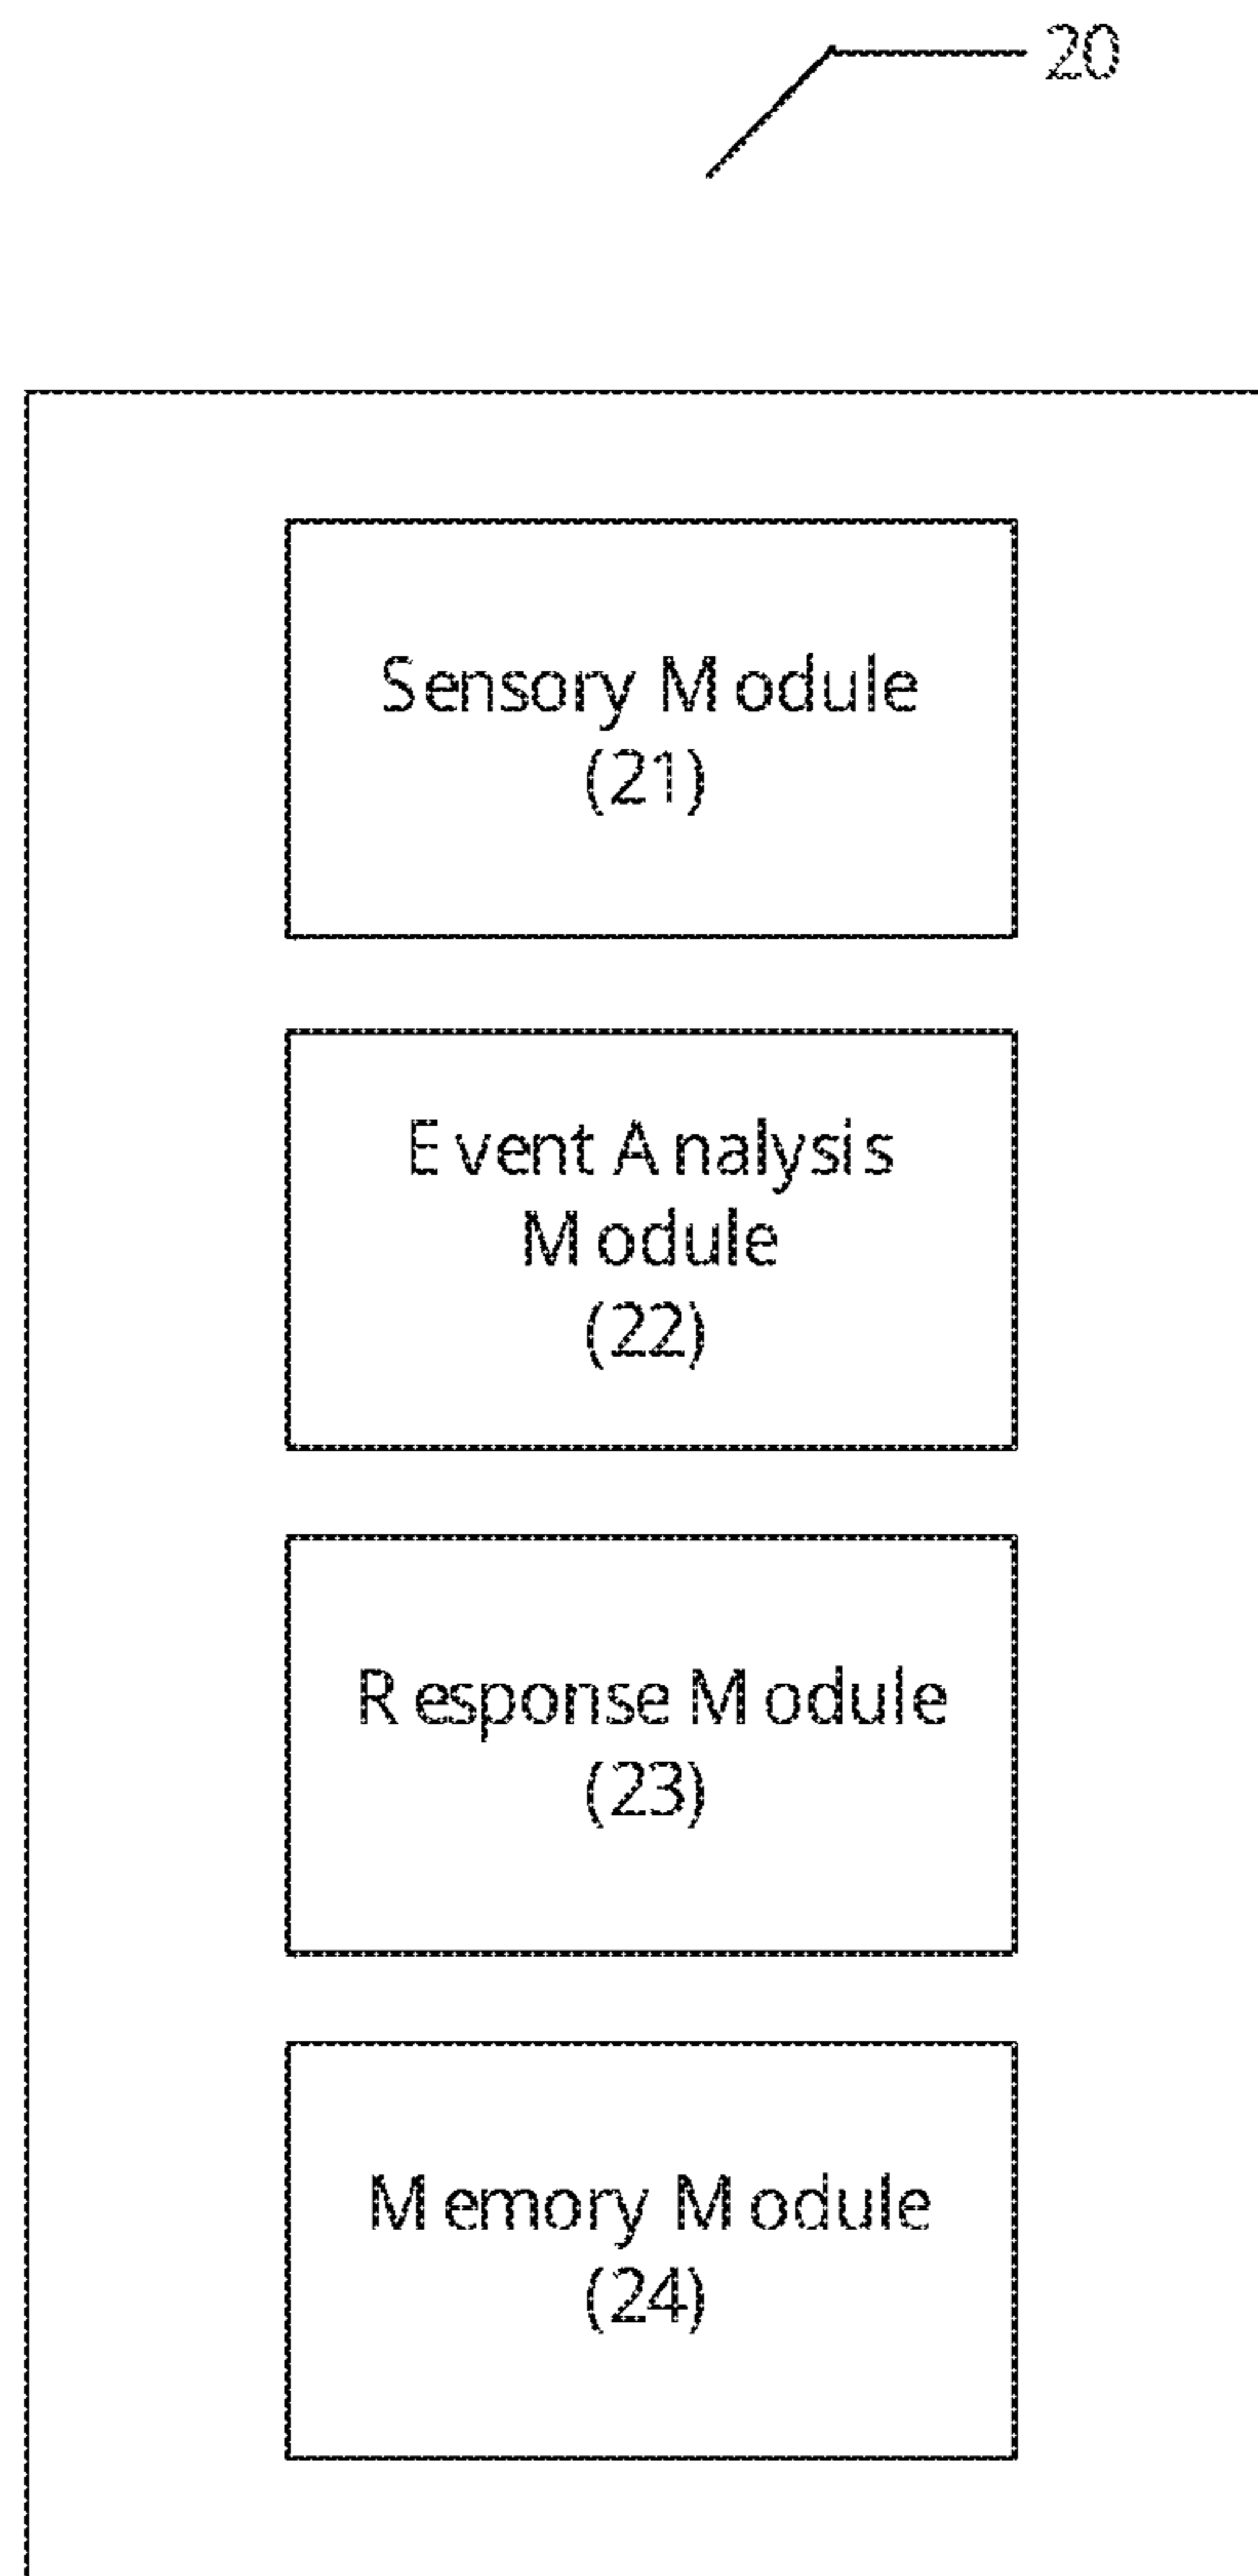 20
Sensory Module
(21)
Event Analysis
Module
(22)
Response Module
(23)
Memory Module
(24)